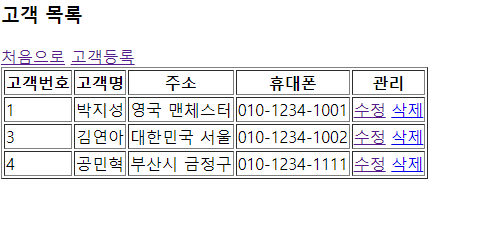 고객 목록
처음으로 고객등록
고객번호 고객명 주소 휴대폰 관리
1 박지성 영국 맨체스터 010-1234-1001 수정 삭제
3 김연아 대한민국 서울 010-1234-1002 수정 삭제
4 공민혁 부산시 금정구 010-1234-1111 수정 삭제